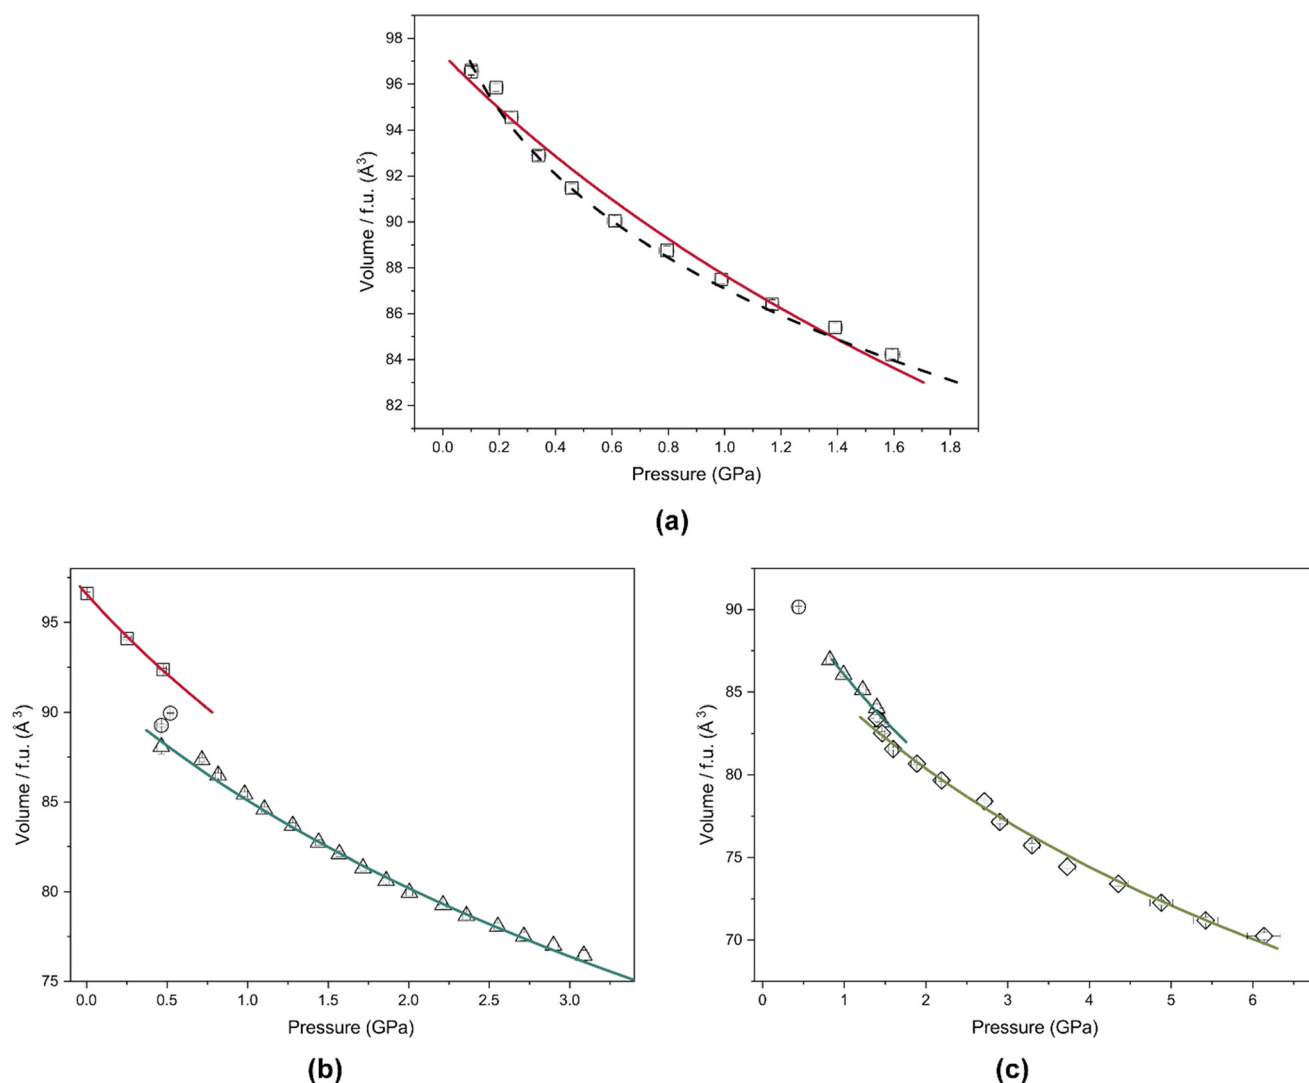 98
96
94
92
90
88
86
84
82
Volume / f.u. (Å³)
0.0 0.2 0.4 0.6 0.8 1.0 1.2 1.4 1.6 1.8
Pressure (GPa)
(a)
95
90
85
80
75
Volume / f.u. (Å³)
0.0 0.5 1.0 1.5 2.0 2.5 3.0
Pressure (GPa)
(b)
90
85
80
75
70
Volume / f.u. (Å³)
0 1 2 3 4 5 6
Pressure (GPa)
(c)